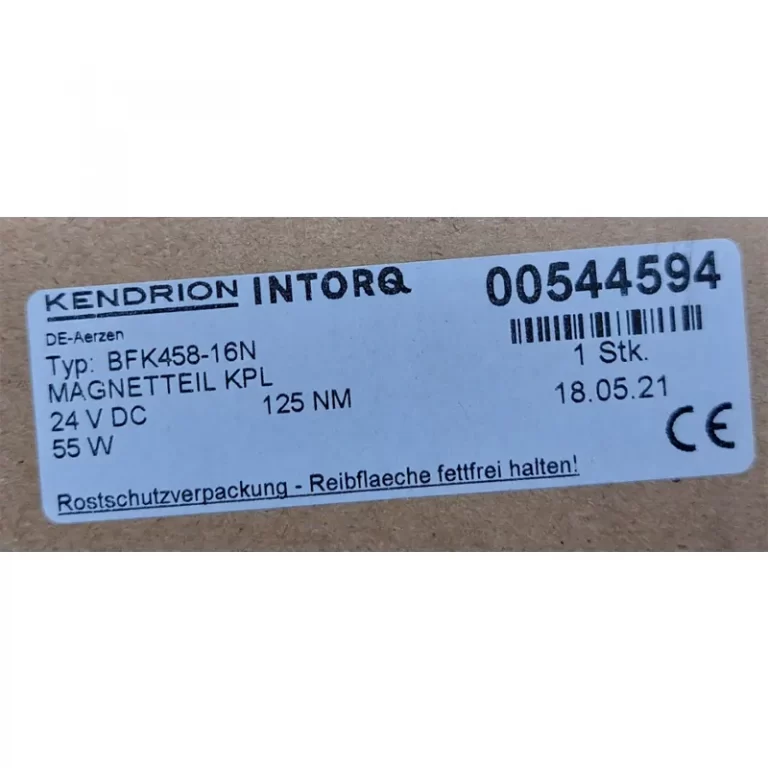 KENDRION INTORQ 00544594
DE-Aerzen
Typ: BFK458-16N
1 Stk.
MAGNETTEIL KPL
24 V DC 125 NM 18.05.21
55 W CE
Rostschutzverpackung - Reibflaeche fettfrei halten!